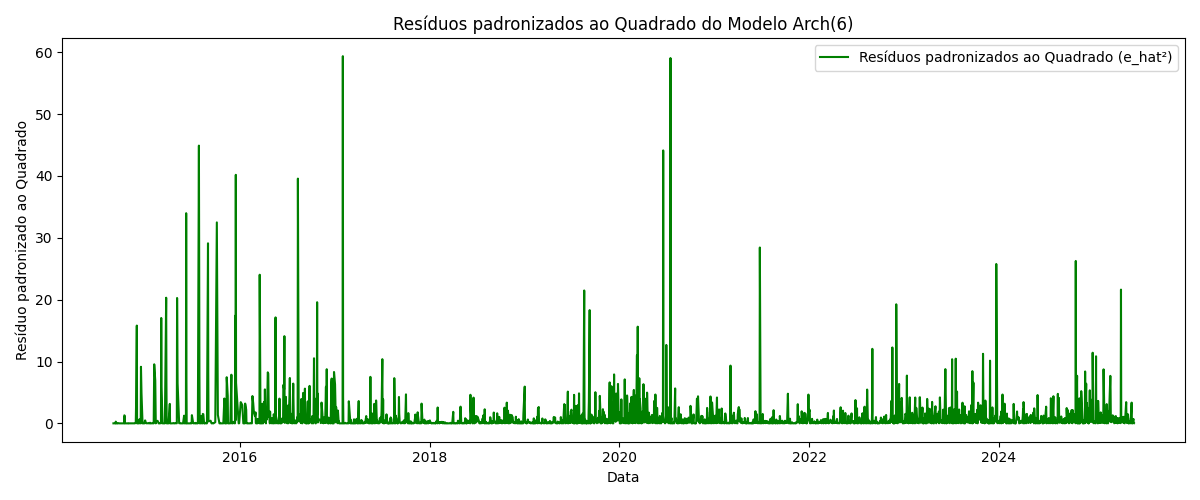 Resíduos padronizados ao Quadrado do Modelo Arch(6)
Resíduos padronizados ao Quadrado (e_hat²)
Resíduo padronizado ao Quadrado
60
50
40
30
20
10
0
2016 2018 2020 2022 2024
Data